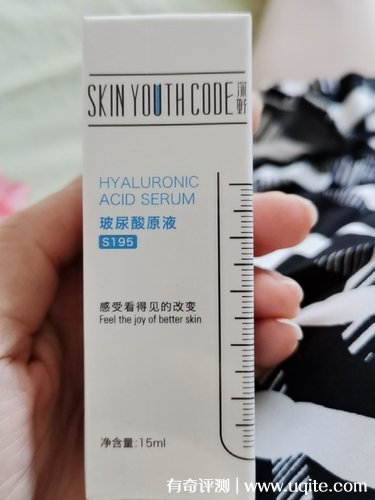 SKIN YOUTH CODE
HYALURONIC
ACID SERUM
玻尿酸原液
S195
感受看得见的改变
Feel the joy of better skin
净含量:15ml
有奇评测 | www.uqite.com